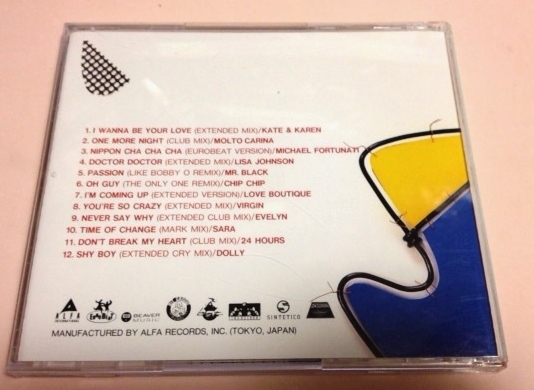 1. I WANNA BE YOUR LOVE (EXTENDED MIX)/KATE & KAREN
2. ONE MORE NIGHT (CLUB MIX)/MOLTO CARINA
3. NIPPON CHA CHA CHA (EUROBEAT VERSION)/MICHAEL FORTUNATI
4. DOCTOR DOCTOR (EXTENDED MIX)/LISA JOHNSON
5. PASSION (LIKE BOBBY O REMIX)/MR. BLACK
6. OH GUY (THE ONLY ONE REMIX)/CHIP CHIP
7. I'M COMING UP (EXTENDED VERSION)/LOVE BOUTIQUE
8. YOU'RE SO CRAZY (EXTENDED MIX)/VIRGIN
9. NEVER SAY WHY (EXTENDED CLUB MIX)/EVELYN
10. TIME OF CHANGE (MARK MIX)/SARA
11. DON'T BREAK MY HEART (CLUB MIX)/24 HOURS
12. SHY BOY (EXTENDED CRY MIX)/DOLLY
ALFA INTERNATIONAL BEAVER MUSIC SINTETICO
MANUFACTURED BY ALFA RECORDS, INC. (TOKYO, JAPAN)